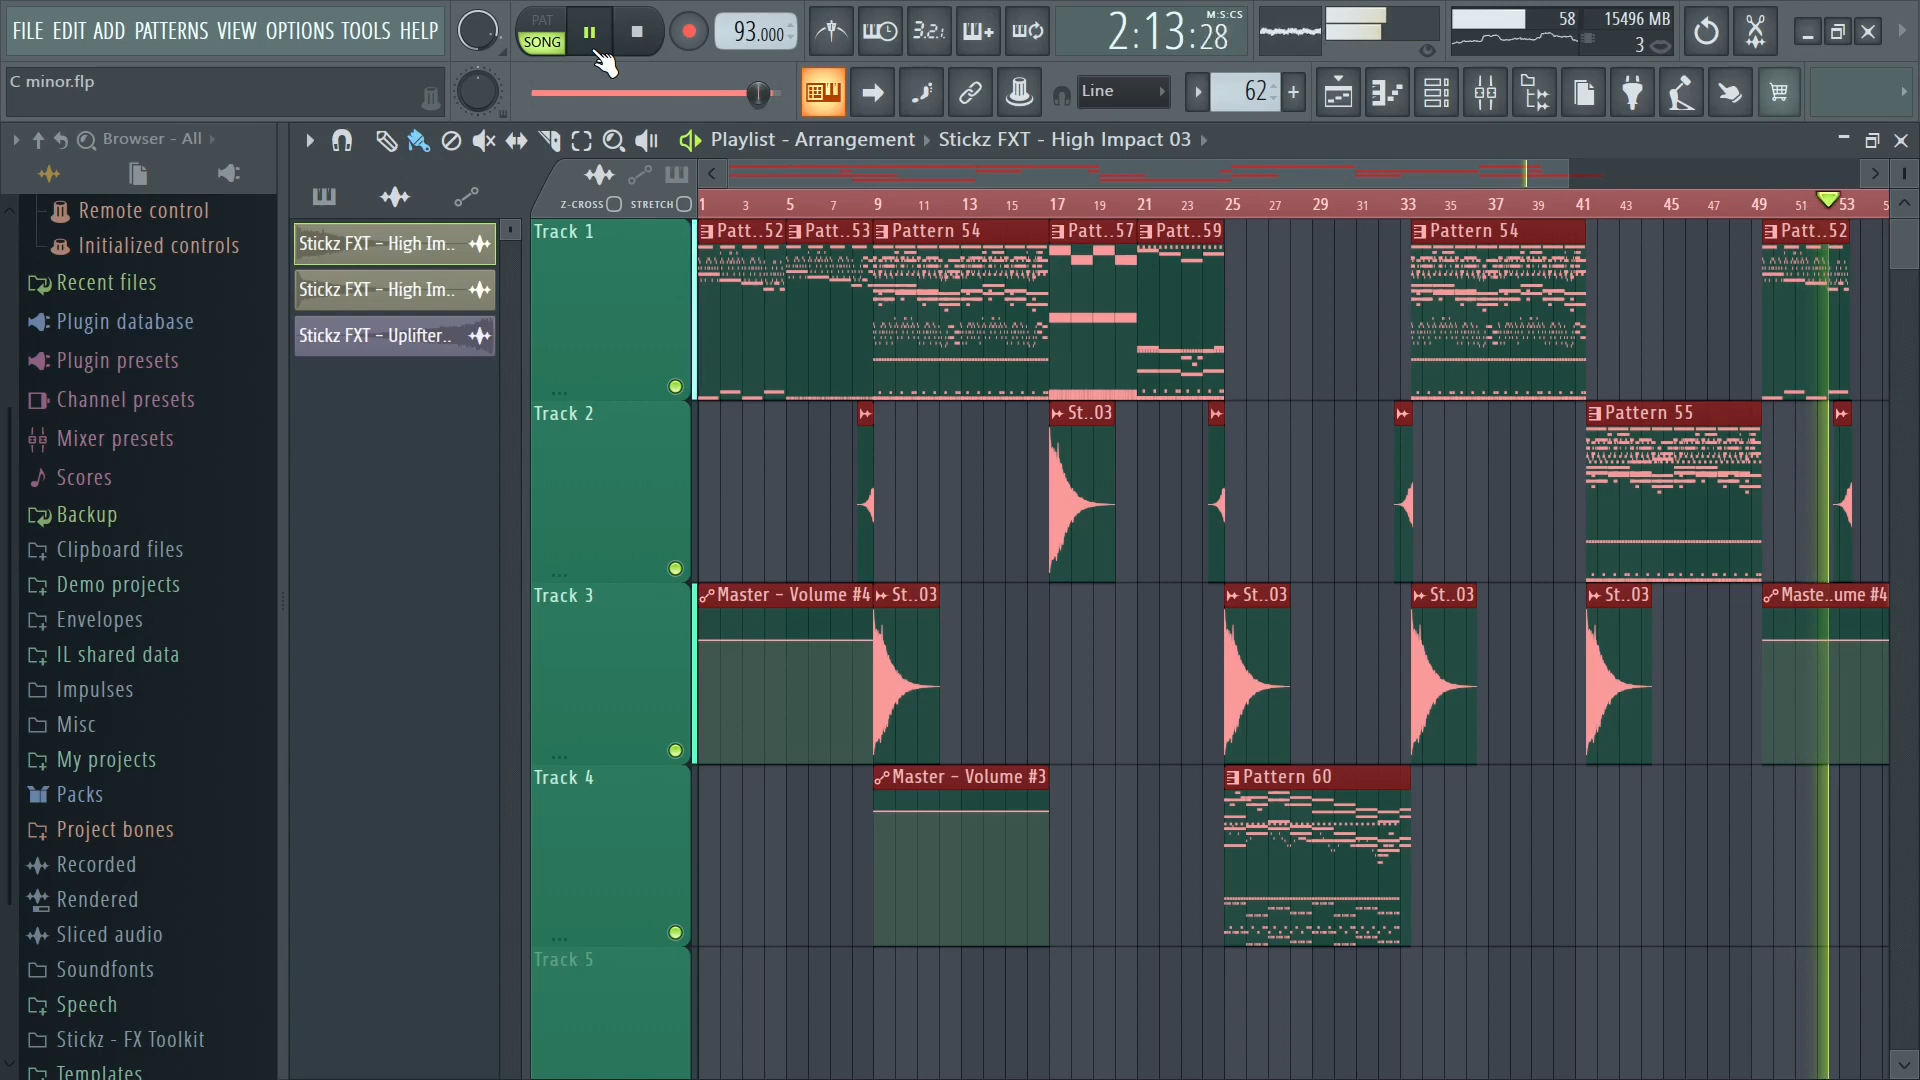 FILE EDIT ADD PATTERNS VIEW OPTIONS TOOLS HELP
PAT
SONG
93.000
3.2.1.
2:13:28
M:S:CS
58
15496 MB
3
C minor.flp
Line
62
Browser - All
Playlist - Arrangement › Stickz FXT - High Impact 03
Z-CROSS
STRETCH
1 3 5 7 9 11 13 15 17 19 21 23 25 27 29 31 33 35 37 39 41 43 45 47 49 51 53 5
Remote control
Initialized controls
Recent files
Plugin database
Plugin presets
Channel presets
Mixer presets
Scores
Backup
Clipboard files
Demo projects
Envelopes
IL shared data
Impulses
Misc
My projects
Packs
Project bones
Recorded
Rendered
Sliced audio
Soundfonts
Speech
Stickz - FX Toolkit
Templates
Stickz FXT - High Im..
Stickz FXT - High Im..
Stickz FXT - Uplifter..
Track 1
Patt..52
Patt..53
Pattern 54
Patt..57
Patt..59
Pattern 54
Patt..52
Track 2
St..03
Pattern 55
Track 3
Master - Volume #4
St..03
St..03
St..03
St..03
Maste..ume #4
Track 4
Master - Volume #3
Pattern 60
Track 5